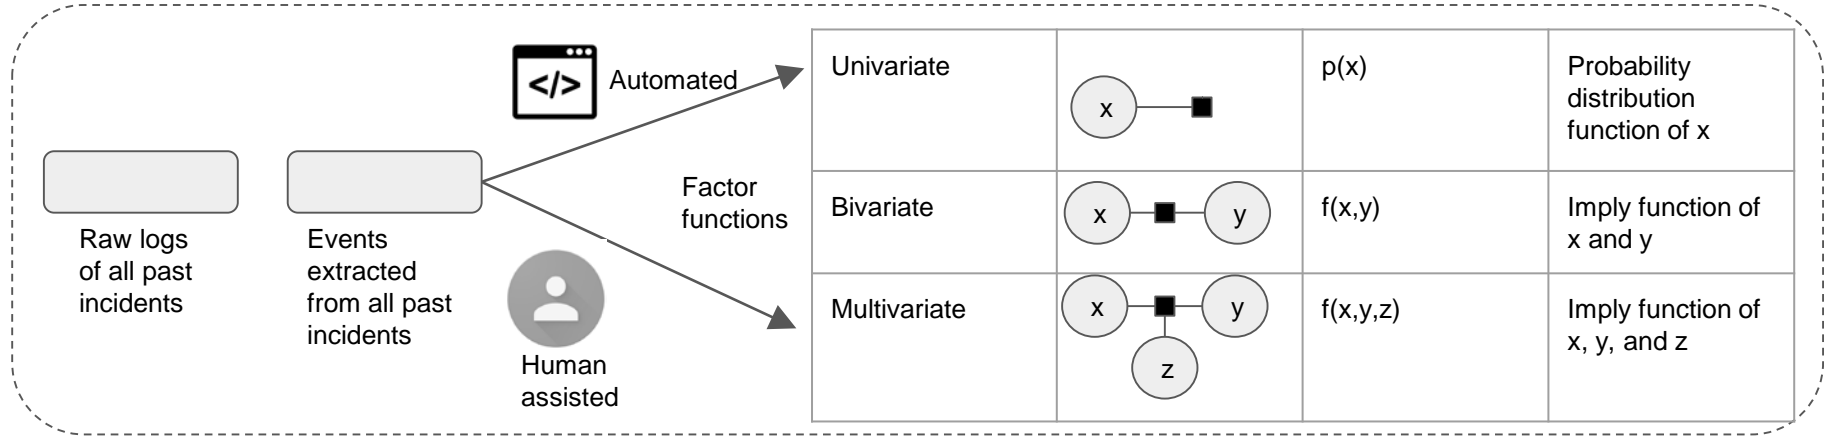 Raw logs
of all past
incidents
Events
extracted
from all past
incidents
</>
Automated
Human
assisted
Factor
functions
Univariate
x
p(x)
Probability
distribution
function of x
Bivariate
x
y
f(x,y)
Imply function of
x and y
Multivariate
x
y
z
f(x,y,z)
Imply function of
x, y, and z